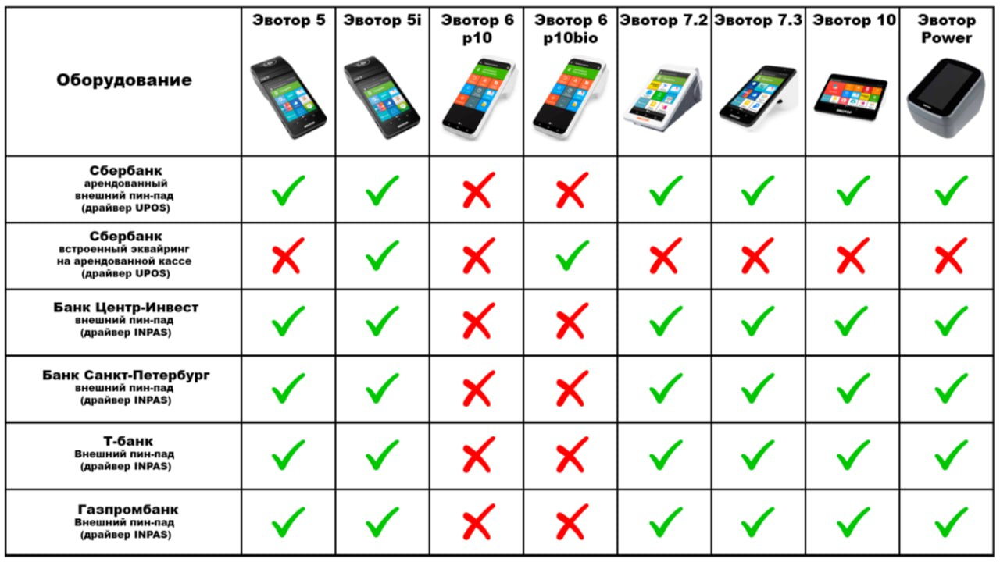 Оборудование
Эвотор 5
Эвотор 5i
Эвотор 6
p10
Эвотор 6
p10bio
Эвотор 7.2
Эвотор 7.3
Эвотор 10
Эвотор
Power
Сбербанк
арендованный
внешний пин-пад
(драйвер UPOS)
Сбербанк
встроенный эквайринг
на арендованной кассе
(драйвер UPOS)
Банк Центр-Инвест
внешний пин-пад
(драйвер INPAS)
Банк Санкт-Петербург
внешний пин-пад
(драйвер INPAS)
Т-банк
Внешний пин-пад
(драйвер INPAS)
Газпромбанк
Внешний пин-пад
(драйвер INPAS)